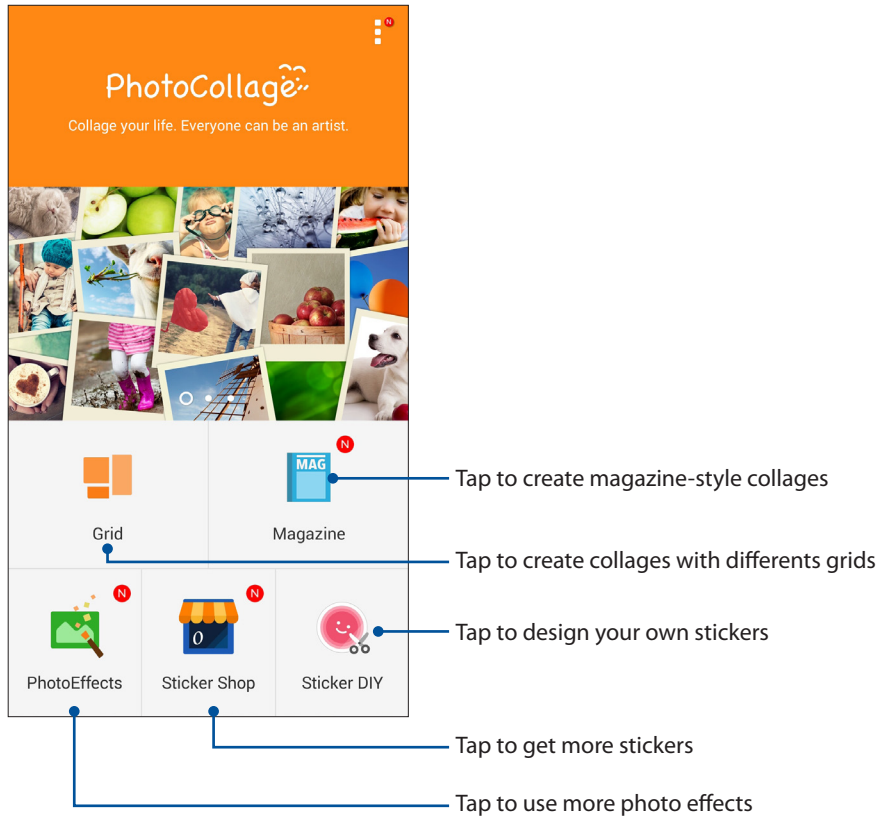 N
PhotoCollage
Collage your life. Everyone can be an artist.
N
MAG
Tap to create magazine-style collages
Grid
Magazine
Tap to create collages with differents grids
N
N
0
Tap to design your own stickers
PhotoEffects
Sticker Shop
Sticker DIY
Tap to get more stickers
Tap to use more photo effects